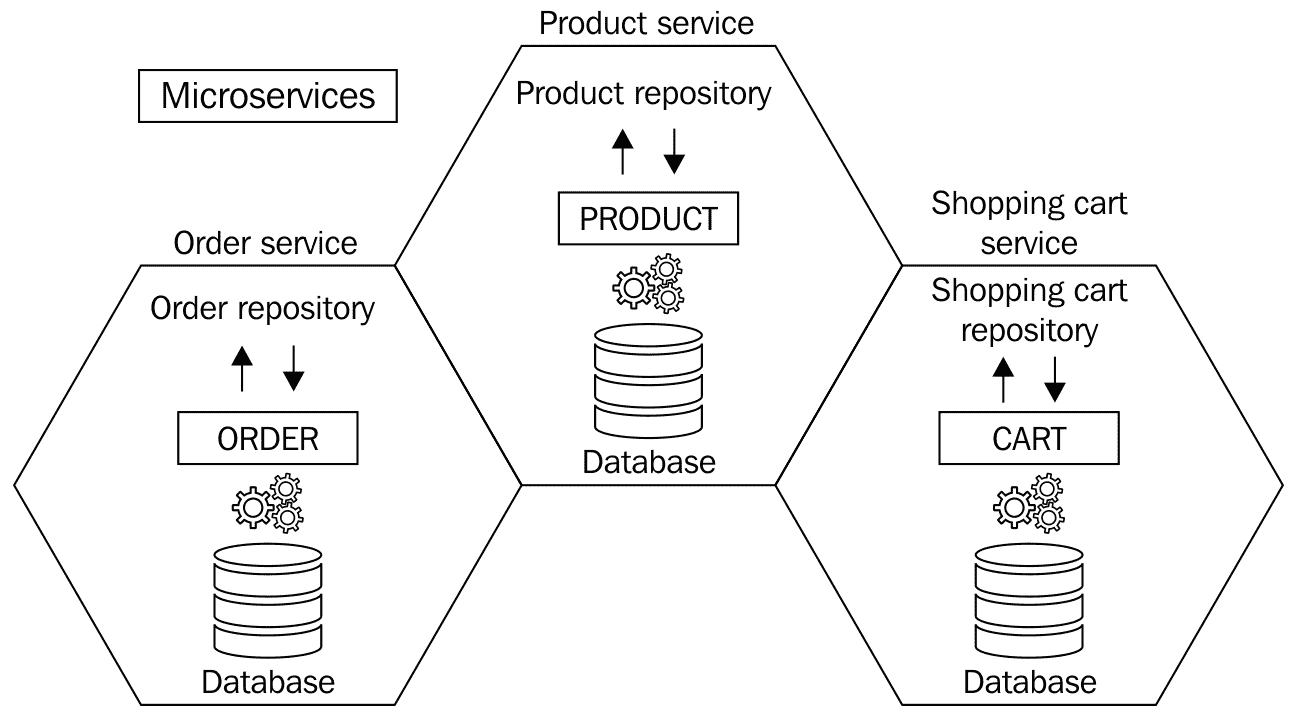 Product service
Microservices
Product repository
PRODUCT
Database
Order service
Order repository
ORDER
Database
Shopping cart
service
Shopping cart
repository
CART
Database